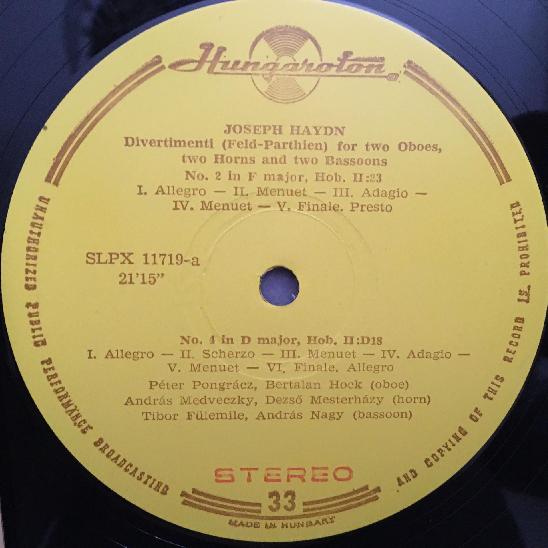 Hungaroton
JOSEPH HAYDN
Divertimenti (Feld-Parthien) for two Oboes,
two Horns and two Bassoons
No. 2 in F major, Hob. II:23
I. Allegro — II. Menuet — III. Adagio —
IV. Menuet — V. Finale. Presto
SLPX 11719-a
21'15"
No. 4 in D major, Hob. II:D18
I. Allegro — II. Scherzo — III. Menuet — IV. Adagio —
V. Menuet — VI. Finale, Allegro
Péter Pongrácz, Bertalan Hock (oboe)
András Medveczky, Dezső Mesterházy (horn)
Tibor Fülemile, András Nagy (bassoon)
STEREO
33
MADE IN HUNGARY
UNAUTHORIZED PUBLIC PERFORMANCE BROADCASTING
AND COPYING OF THIS RECORD IS PROHIBITED